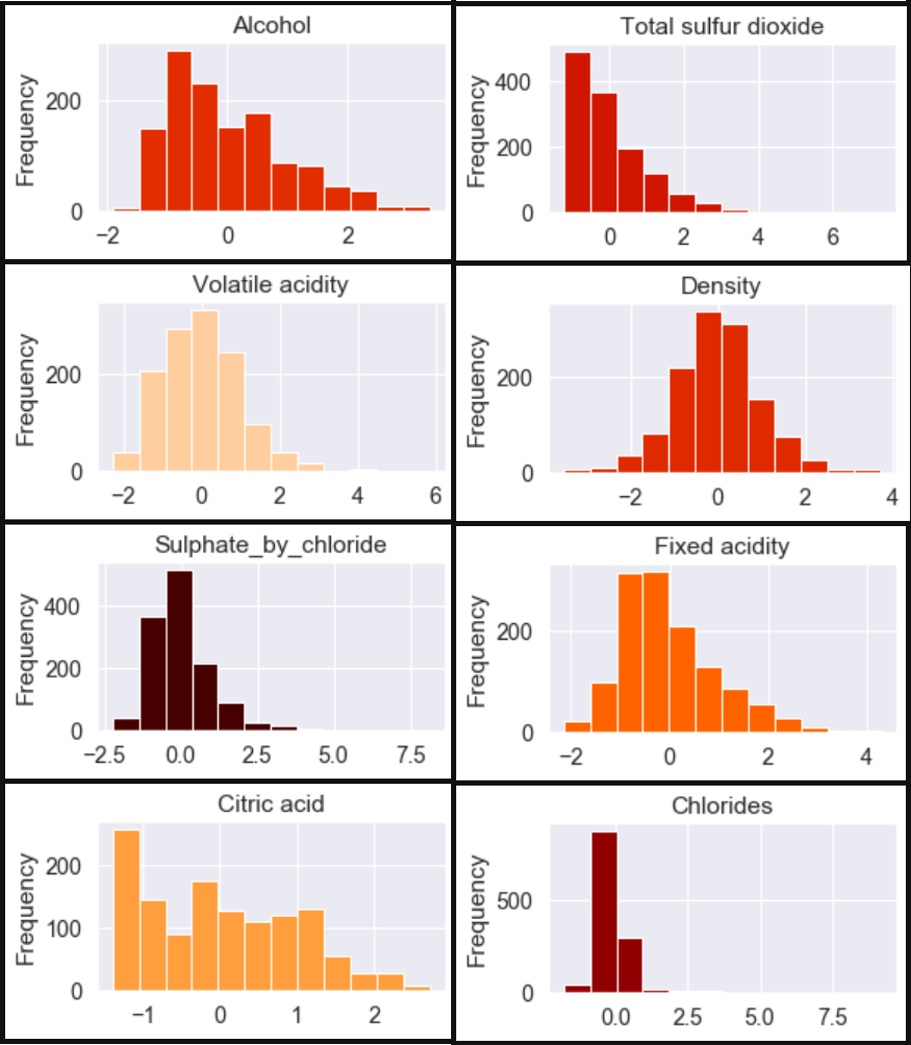 Alcohol
Frequency
200
0
−2 0 2
Total sulfur dioxide
Frequency
400
200
0
0 2 4 6
Volatile acidity
Frequency
200
0
−2 0 2 4 6
Density
Frequency
200
0
−2 0 2 4
Sulphate_by_chloride
Frequency
400
200
0
−2.5 0.0 2.5 5.0 7.5
Fixed acidity
Frequency
200
0
−2 0 2 4
Citric acid
Frequency
200
100
0
−1 0 1 2
Chlorides
Frequency
500
0
0.0 2.5 5.0 7.5